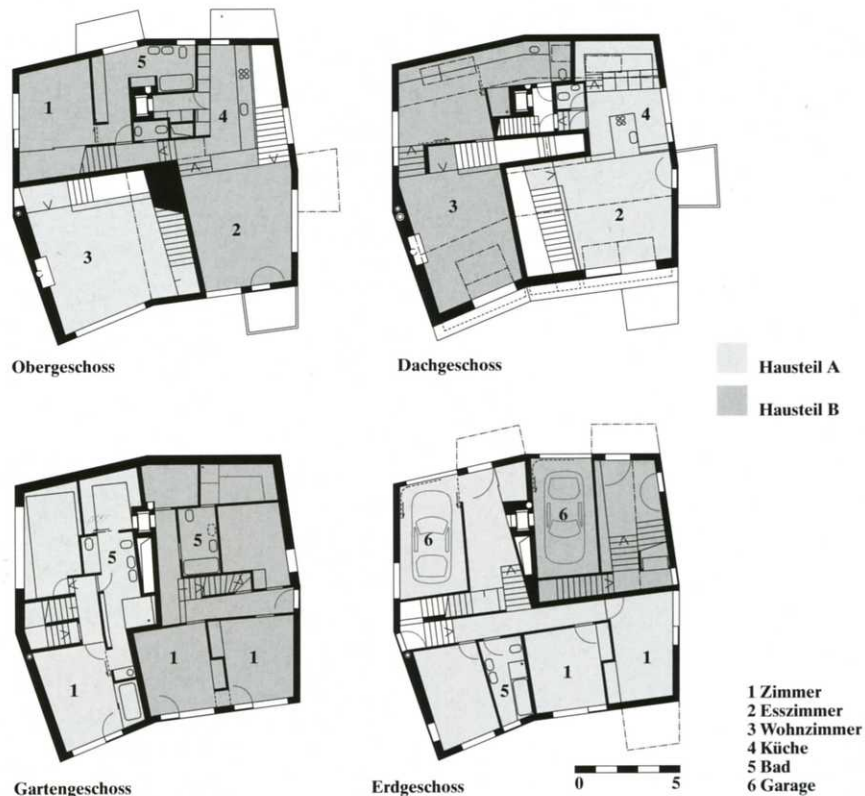 5
1
4
3
2
Obergeschoss
4
3
2
Dachgeschoss
Hausteil A
Hausteil B
5
5
1
1
1
Gartengeschoss
6
6
5
1
1
Erdgeschoss
0 5
1 Zimmer
2 Esszimmer
3 Wohnzimmer
4 Küche
5 Bad
6 Garage